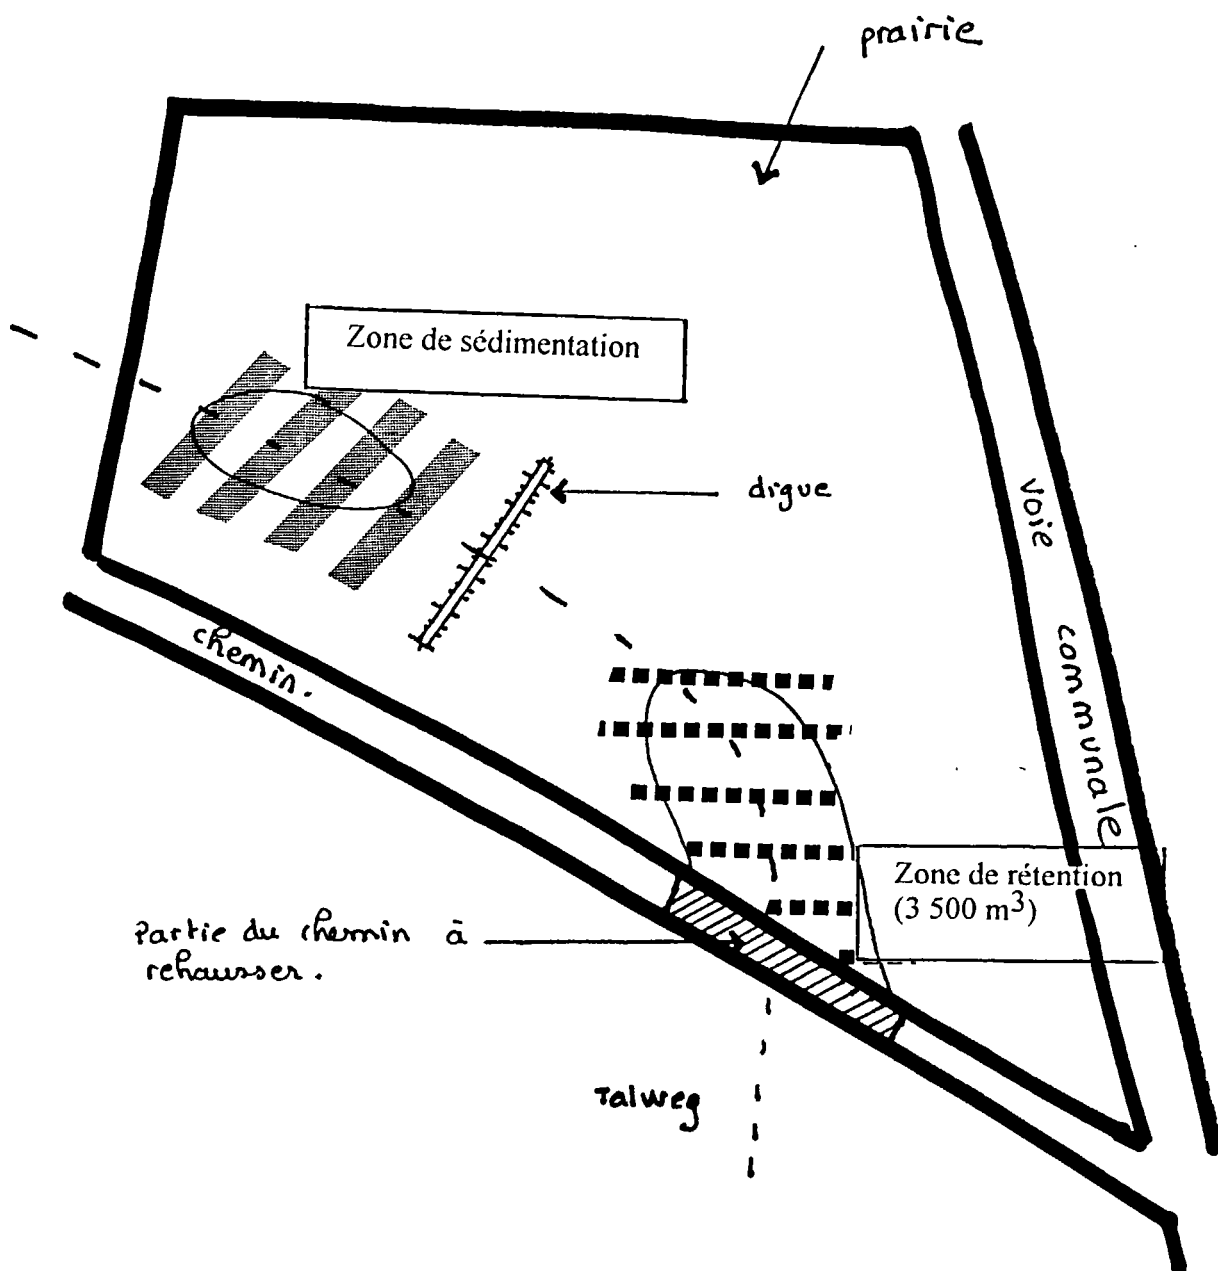 prairie
Zone de sédimentation
digue
voie communale
chemin.
Zone de rétention
(3 500 m³)
Partie du chemin à
rehausser.
Talweg